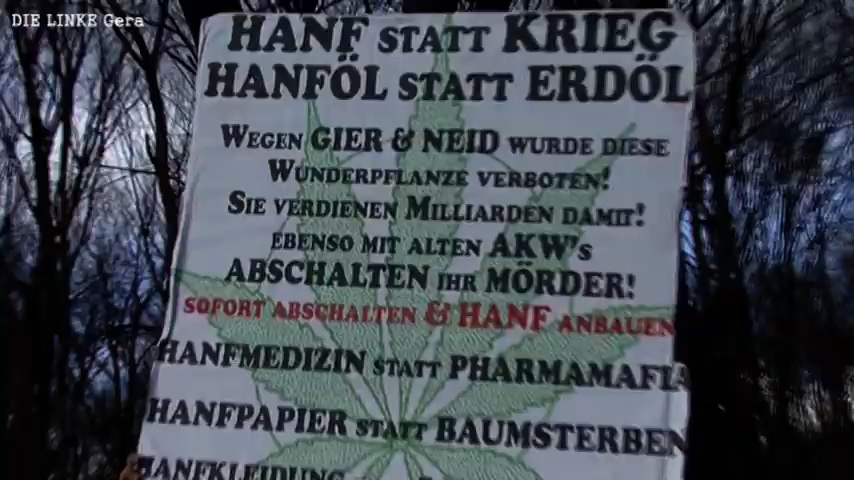 DIE LINKE Gera
HANF STATT KRIEG
HANFÖL STATT ERDÖL
WEGEN GIER & NEID WURDE DIESE
WUNDERPFLANZE VERBOTEN!
SIE VERDIENEN MILLIARDEN DAMIT!
EBENSO MIT ALTEN AKW's
ABSCHALTEN IHR MÖRDER!
SOFORT ABSCHALTEN & HANF ANBAUEN
HANFMEDIZIN STATT PHARMAMAFIA
HANFPAPIER STATT BAUMSTERBEN
HANFKLEIDUNG